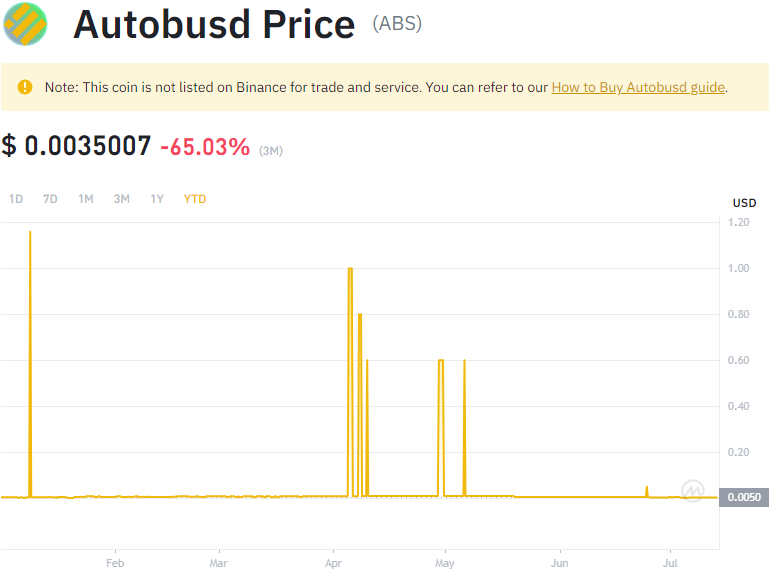 Autobusd Price (ABS)
Note: This coin is not listed on Binance for trade and service. You can refer to our How to Buy Autobusd guide.
$ 0.0035007 -65.03% (3M)
1D 7D 1M 3M 1Y YTD
USD
1.20
1.00
0.80
0.60
0.40
0.20
0.0050
Feb Mar Apr May Jun Jul